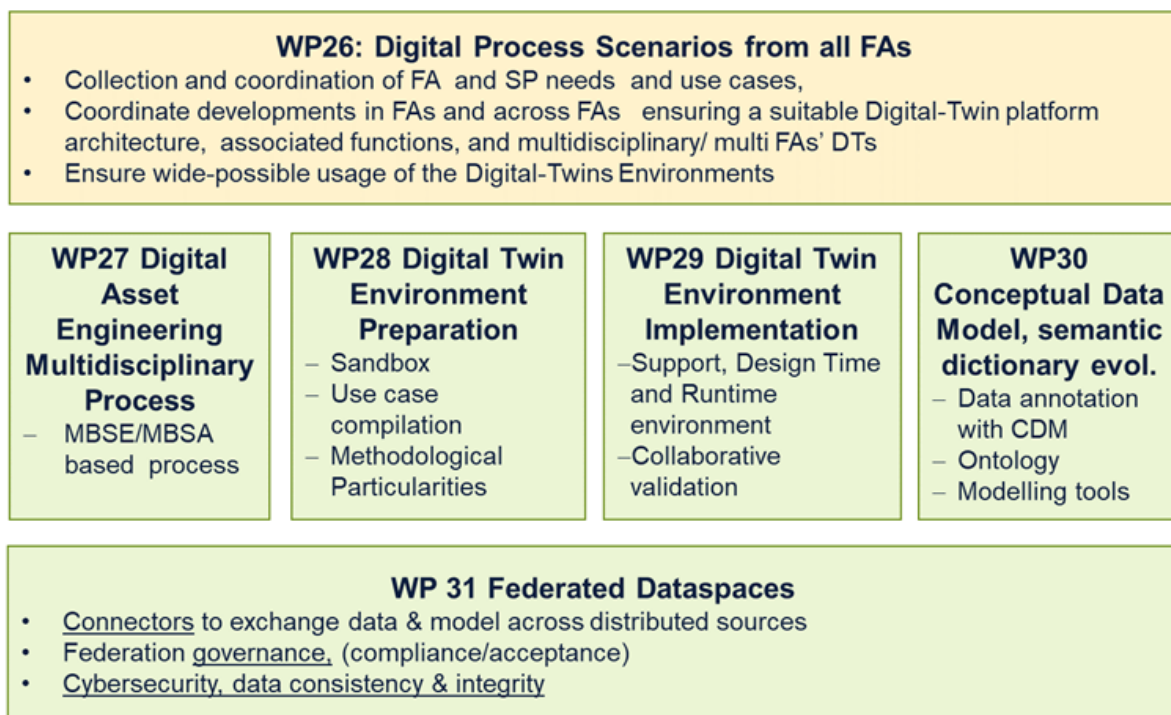 WP26: Digital Process Scenarios from all FAs
• Collection and coordination of FA and SP needs and use cases,
• Coordinate developments in FAs and across FAs ensuring a suitable Digital-Twin platform
architecture, associated functions, and multidisciplinary/ multi FAs' DTs
• Ensure wide-possible usage of the Digital-Twins Environments
WP27 Digital
Asset
Engineering
Multidisciplinary
Process
– MBSE/MBSA
based process
WP28 Digital Twin
Environment
Preparation
– Sandbox
– Use case
compilation
– Methodological
Particularities
WP29 Digital Twin
Environment
Implementation
–Support, Design Time
and Runtime
environment
–Collaborative
validation
WP30
Conceptual Data
Model, semantic
dictionary evol.
– Data annotation
with CDM
– Ontology
– Modelling tools
WP 31 Federated Dataspaces
• Connectors to exchange data & model across distributed sources
• Federation governance, (compliance/acceptance)
• Cybersecurity, data consistency & integrity